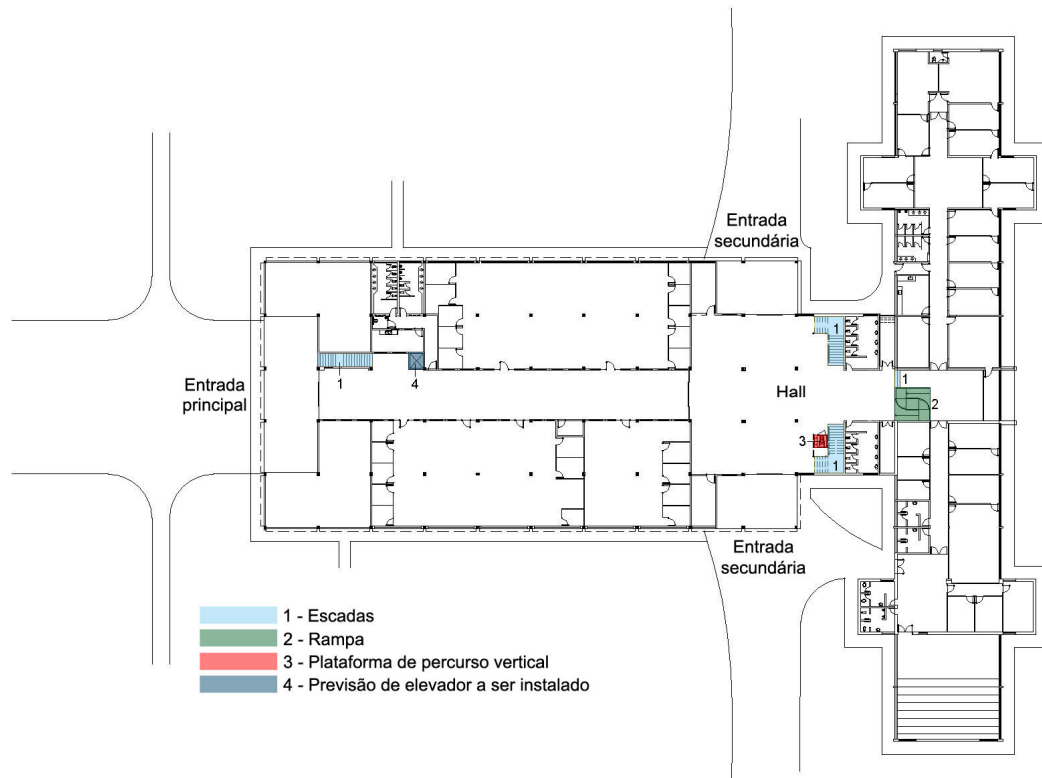 Entrada
secundária
1
1
4
Entrada
principal
Hall
1
2
3
1
Entrada
secundária
1 - Escadas
2 - Rampa
3 - Plataforma de percurso vertical
4 - Previsão de elevador a ser instalado